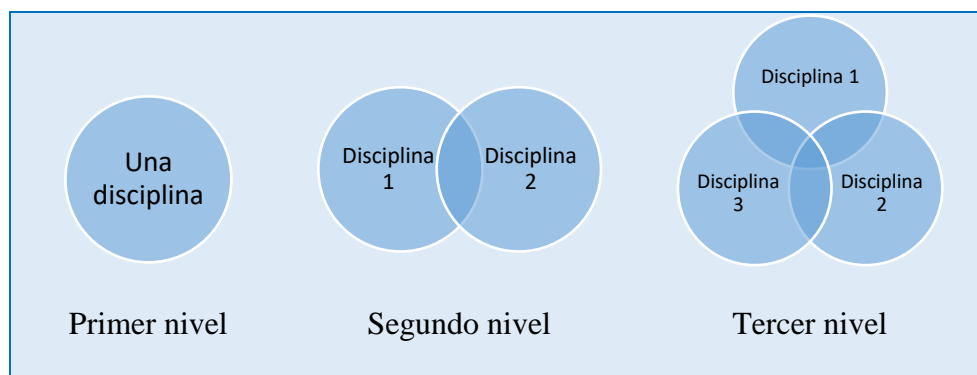 Una
disciplina
Disciplina
1
Disciplina
2
Disciplina 1
Disciplina
3
Disciplina
2
Primer nivel
Segundo nivel
Tercer nivel